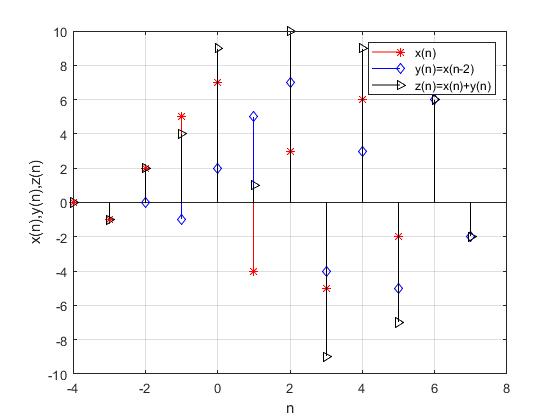 10
8
6
4
2
0
-2
-4
-6
-8
-10
x(n),y(n),z(n)
x(n)
y(n)=x(n-2)
z(n)=x(n)+y(n)
-4 -2 0 2 4 6 8
n